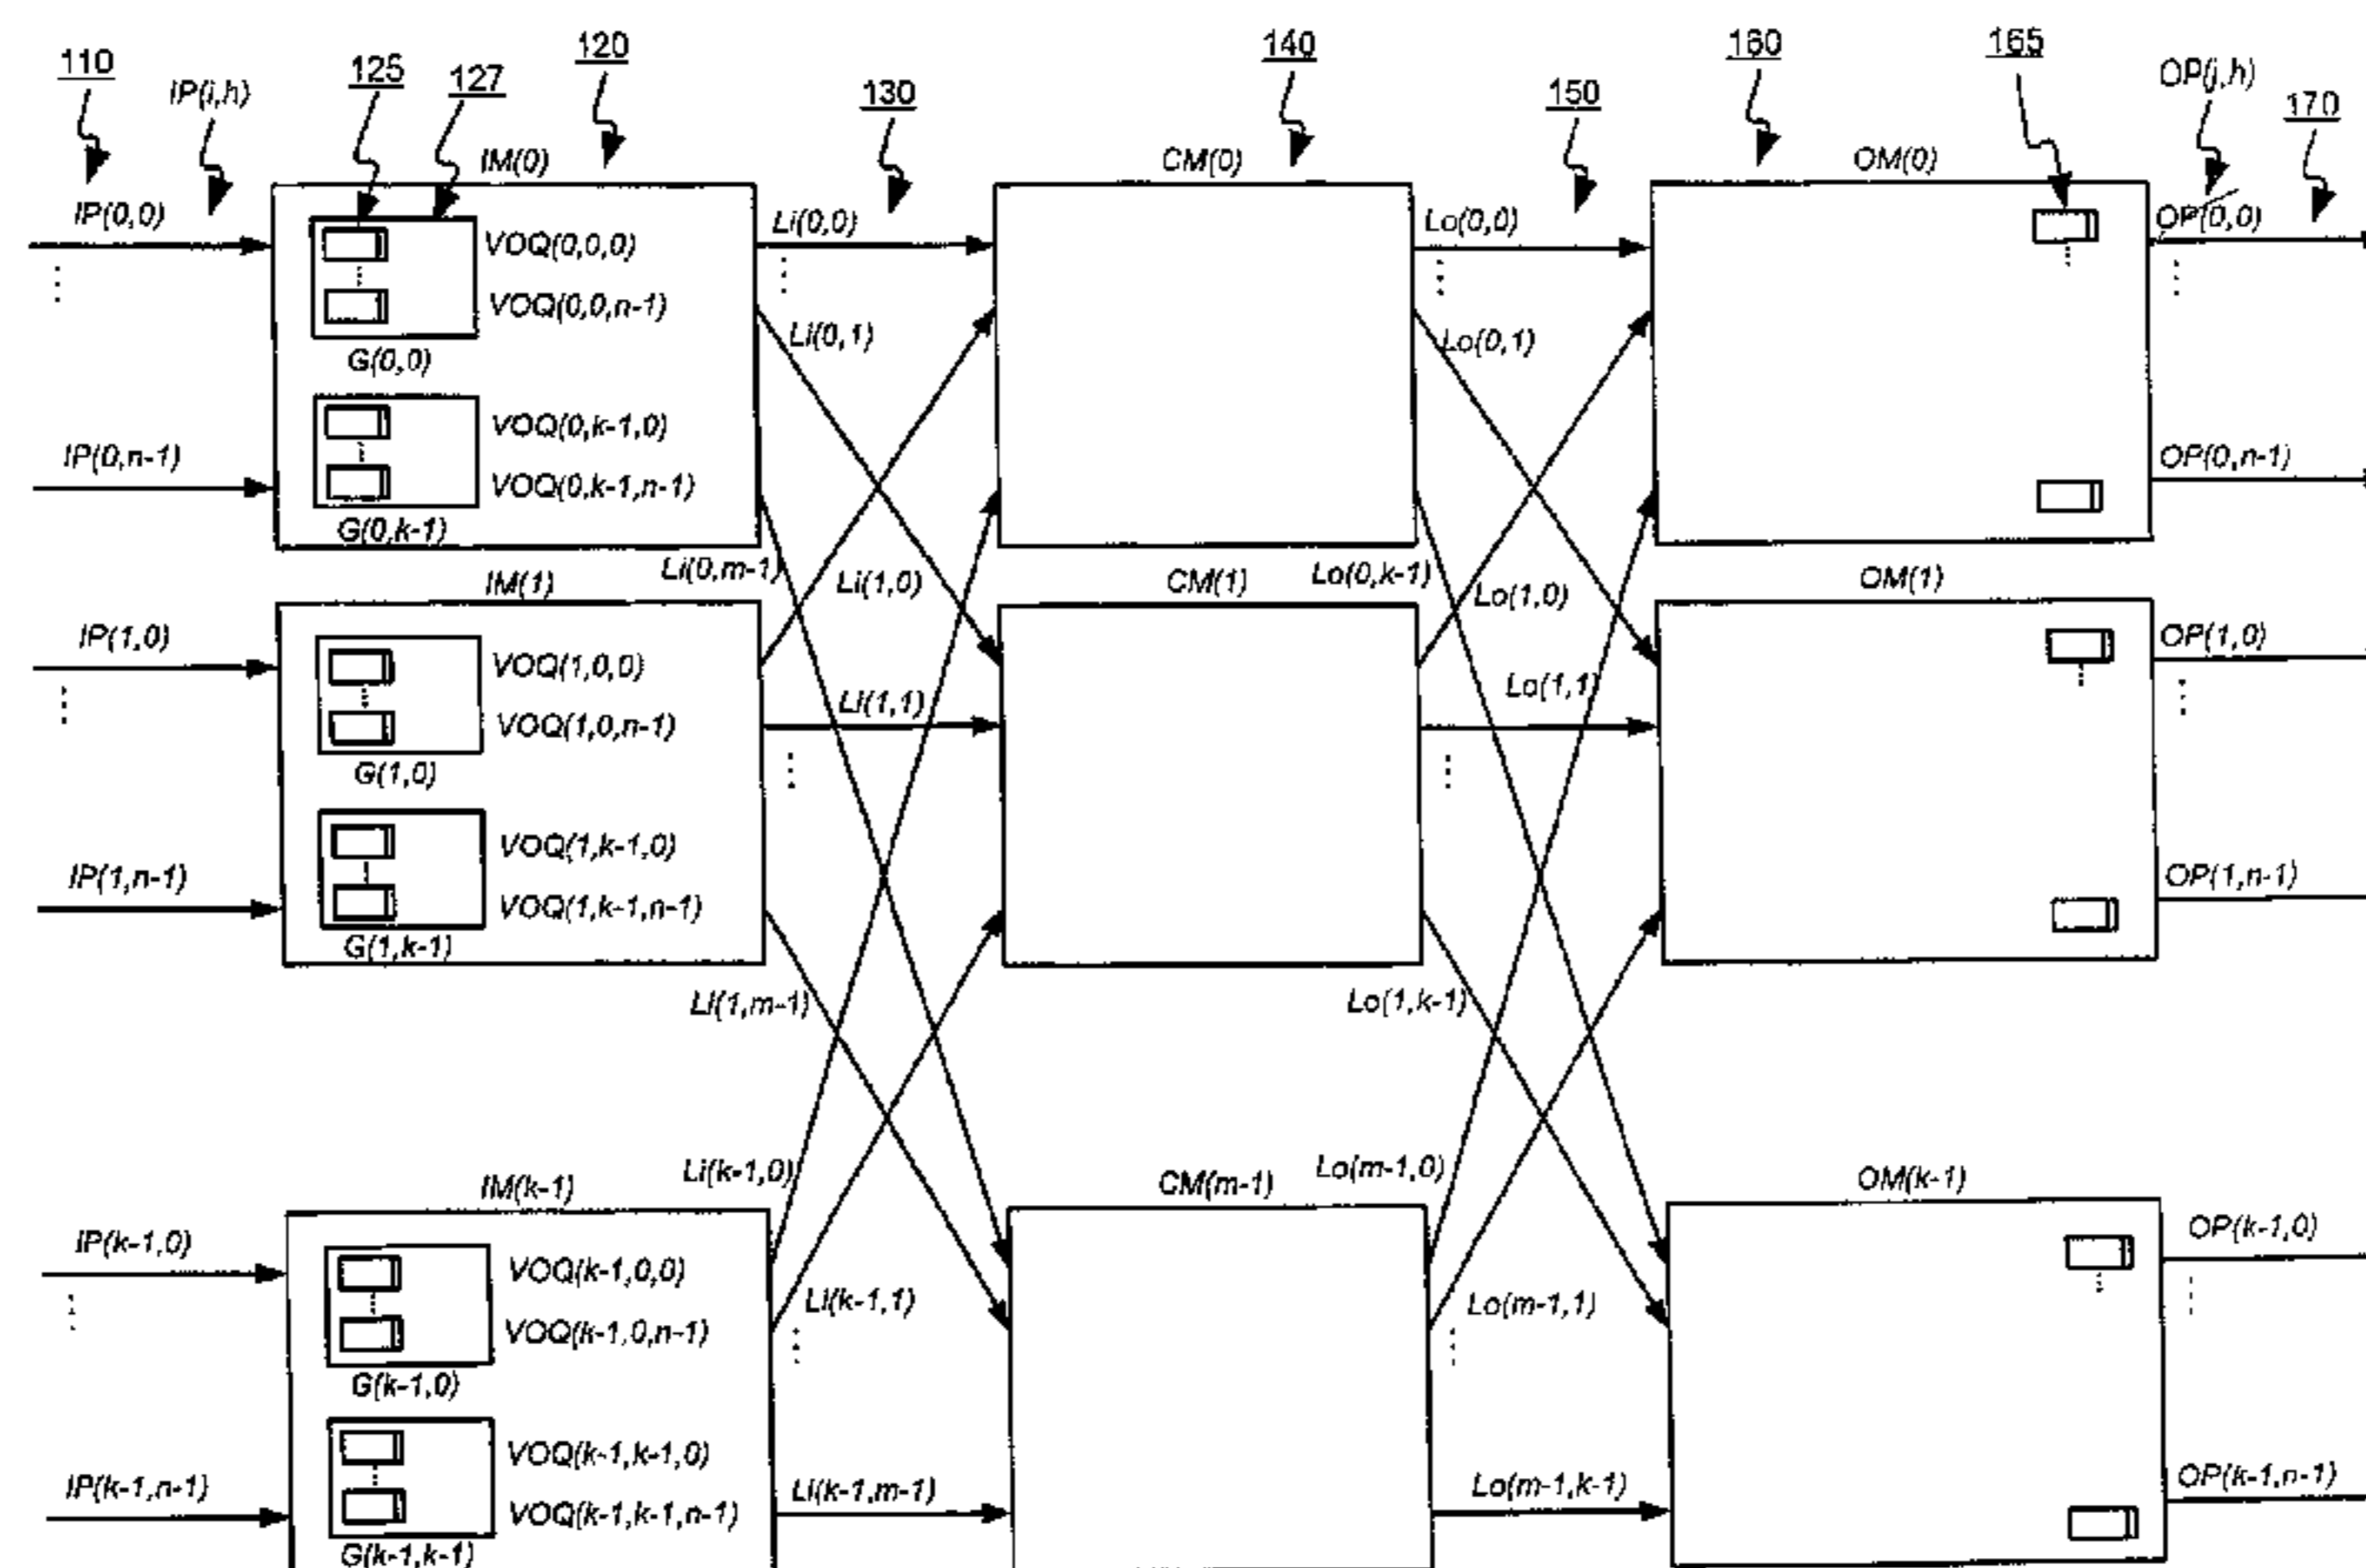 110
IP(i,h)
125
127
120
130
140
150
160
165
OP(j,h)
170
IM(0)
CM(0)
OM(0)
IP(0,0)
VOQ(0,0,0)
VOQ(0,0,n-1)
G(0,0)
VOQ(0,k-1,0)
VOQ(0,k-1,n-1)
G(0,k-1)
IP(0,n-1)
Li(0,0)
Li(0,1)
Li(0,m-1)
Lo(0,0)
Lo(0,1)
Lo(0,k-1)
OP(0,0)
OP(0,n-1)
IM(1)
CM(1)
OM(1)
IP(1,0)
VOQ(1,0,0)
VOQ(1,0,n-1)
G(1,0)
VOQ(1,k-1,0)
VOQ(1,k-1,n-1)
G(1,k-1)
IP(1,n-1)
Li(1,0)
Li(1,1)
Li(1,m-1)
Lo(1,0)
Lo(1,1)
Lo(1,k-1)
OP(1,0)
OP(1,n-1)
IM(k-1)
CM(m-1)
OM(k-1)
IP(k-1,0)
VOQ(k-1,0,0)
VOQ(k-1,0,n-1)
G(k-1,0)
VOQ(k-1,k-1,0)
VOQ(k-1,k-1,n-1)
G(k-1,k-1)
IP(k-1,n-1)
Li(k-1,0)
Li(k-1,1)
Li(k-1,m-1)
Lo(m-1,0)
Lo(m-1,1)
Lo(m-1,k-1)
OP(k-1,0)
OP(k-1,n-1)